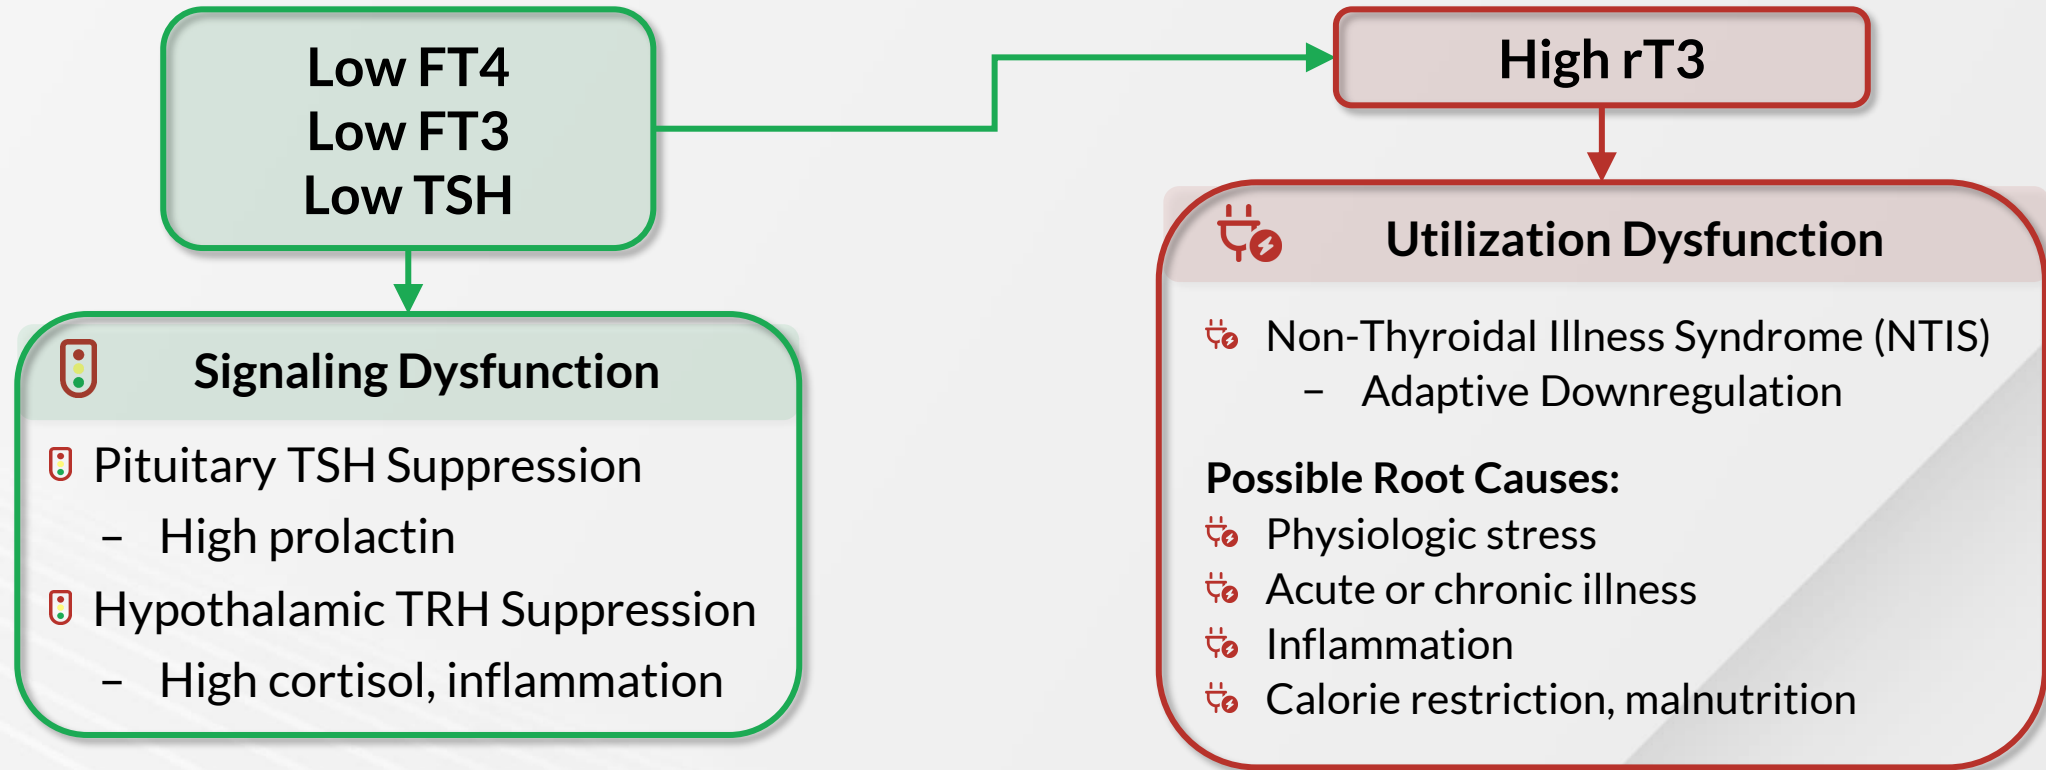 Low FT4
Low FT3
Low TSH
High rT3
Signaling Dysfunction
Pituitary TSH Suppression
– High prolactin
Hypothalamic TRH Suppression
– High cortisol, inflammation
Utilization Dysfunction
Non-Thyroidal Illness Syndrome (NTIS)
– Adaptive Downregulation
Possible Root Causes:
Physiologic stress
Acute or chronic illness
Inflammation
Calorie restriction, malnutrition